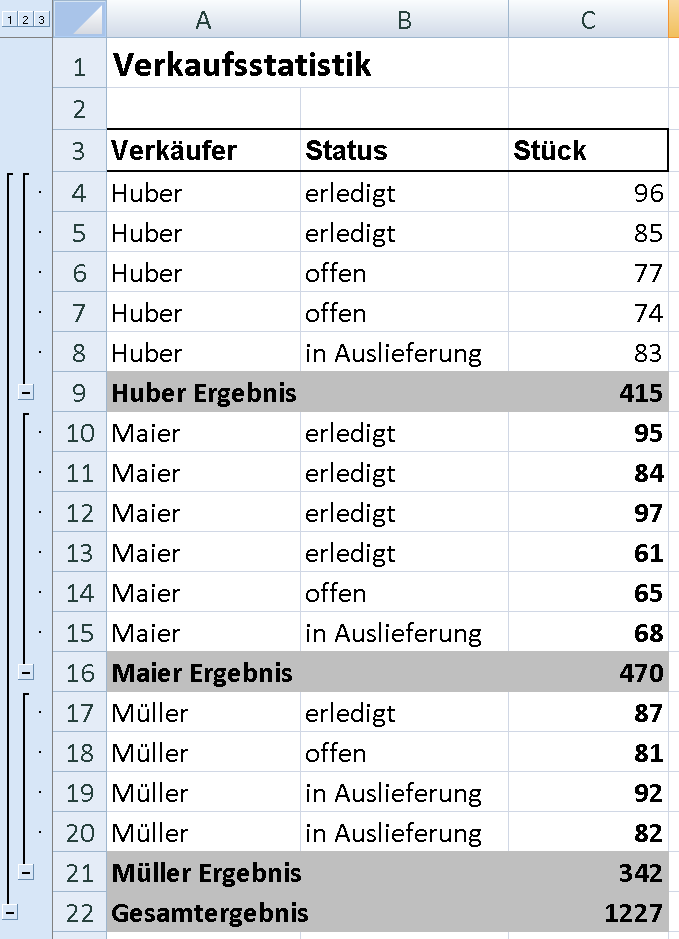 1 2 3 A B C
1 Verkaufsstatistik
2
3 Verkäufer Status Stück
4 Huber erledigt 96
5 Huber erledigt 85
6 Huber offen 77
7 Huber offen 74
8 Huber in Auslieferung 83
9 Huber Ergebnis 415
10 Maier erledigt 95
11 Maier erledigt 84
12 Maier erledigt 97
13 Maier erledigt 61
14 Maier offen 65
15 Maier in Auslieferung 68
16 Maier Ergebnis 470
17 Müller erledigt 87
18 Müller offen 81
19 Müller in Auslieferung 92
20 Müller in Auslieferung 82
21 Müller Ergebnis 342
22 Gesamtergebnis 1227